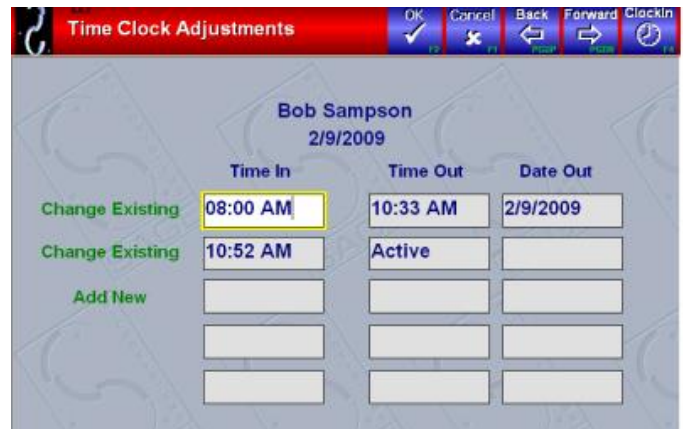 Time Clock Adjustments
OK Cancel Back Forward ClockIn
F2 F1 PGUP PGDN F4
Bob Sampson
2/9/2009
Time In Time Out Date Out
Change Existing 08:00 AM 10:33 AM 2/9/2009
Change Existing 10:52 AM Active
Add New